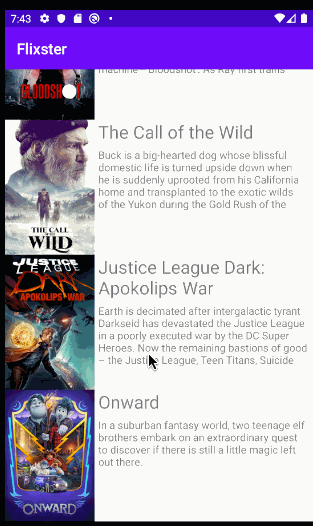 7:43
Flixster
machine - Bloodshot'. As Ray first trains
BLOODSHOT
The Call of the Wild
Buck is a big-hearted dog whose blissful
domestic life is turned upside down when
he is suddenly uprooted from his California
home and transplanted to the exotic wilds
of the Yukon during the Gold Rush of the
THE CALL
OF THE
WILD
Justice League Dark:
Apokolips War
Earth is decimated after intergalactic tyrant
Darkseid has devastated the Justice League
in a poorly executed war by the DC Super
Heroes. Now the remaining bastions of good
– the Justice League, Teen Titans, Suicide
JUSTICE
LEAGUE
DARK
APOKOLIPS WAR
Onward
In a suburban fantasy world, two teenage elf
brothers embark on an extraordinary quest
to discover if there is still a little magic left
out there.
ONWARD